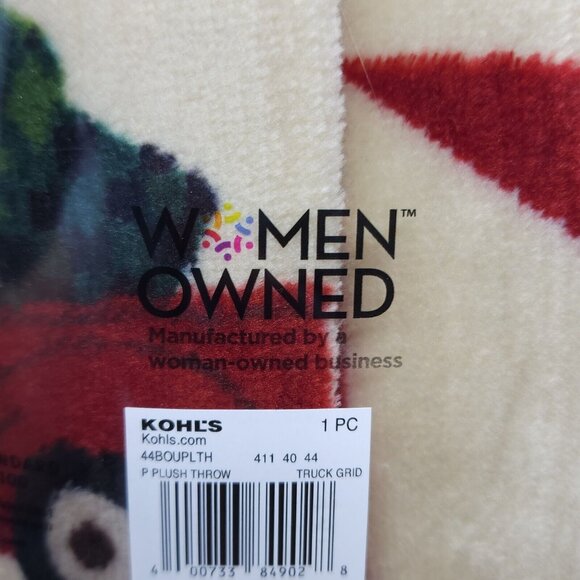 WOMEN™
OWNED
Manufactured by a
woman-owned business
KOHL'S 1 PC
Kohls.com
44BOUPLTH 411 40 44
P PLUSH THROW TRUCK GRID
4 00733 84902 8